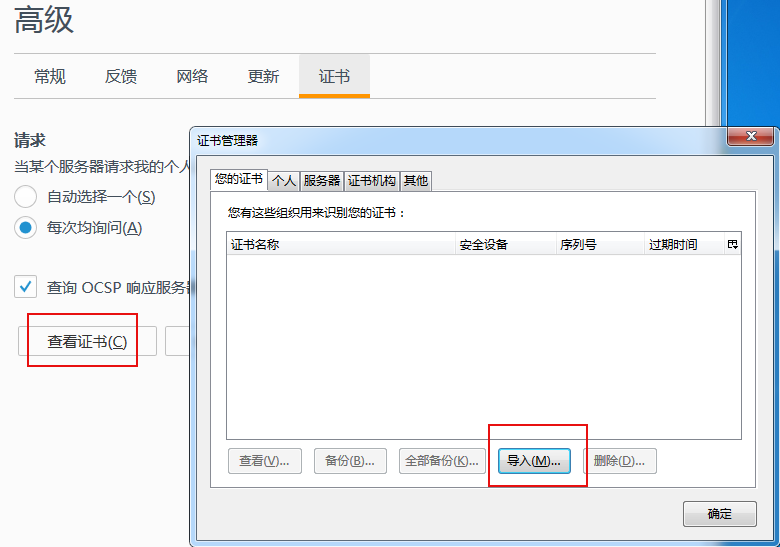 高级
常规 反馈 网络 更新 证书
请求
当某个服务器请求我的个人
自动选择一个(S)
每次均询问(A)
查询 OCSP 响应服务器
查看证书(C)
证书管理器
您的证书 个人 服务器 证书机构 其他
您有这些组织用来识别您的证书：
证书名称 安全设备 序列号 过期时间
查看(V)... 备份(B)... 全部备份(K)... 导入(M)... 删除(D)...
确定